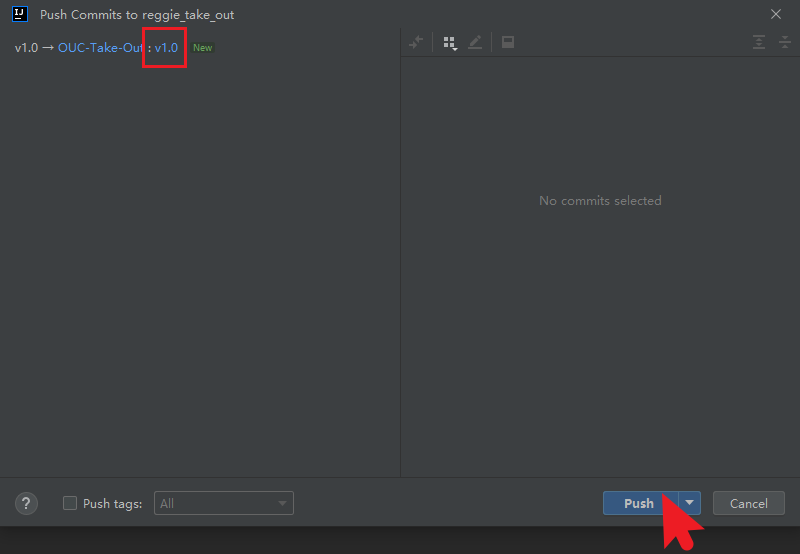 Push Commits to reggie_take_out
v1.0 → OUC-Take-Out : v1.0 New
No commits selected
? Push tags: All Push Cancel